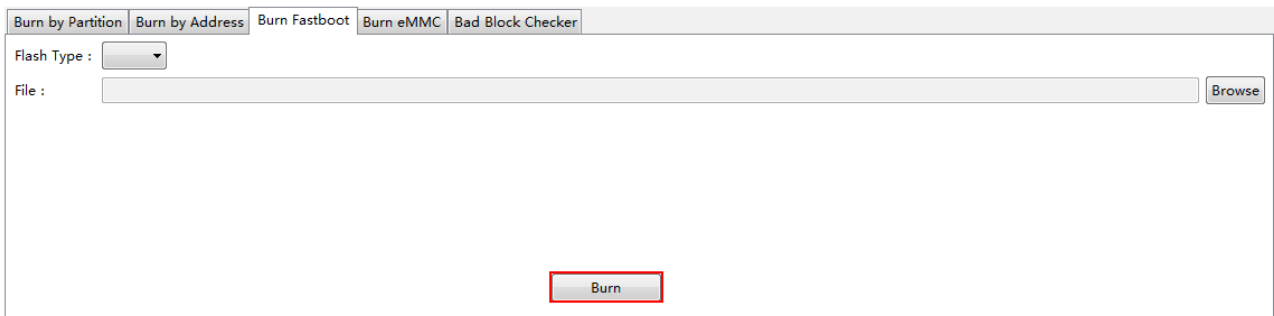 Burn by Partition Burn by Address Burn Fastboot Burn eMMC Bad Block Checker
Flash Type :
File : Browse
Burn